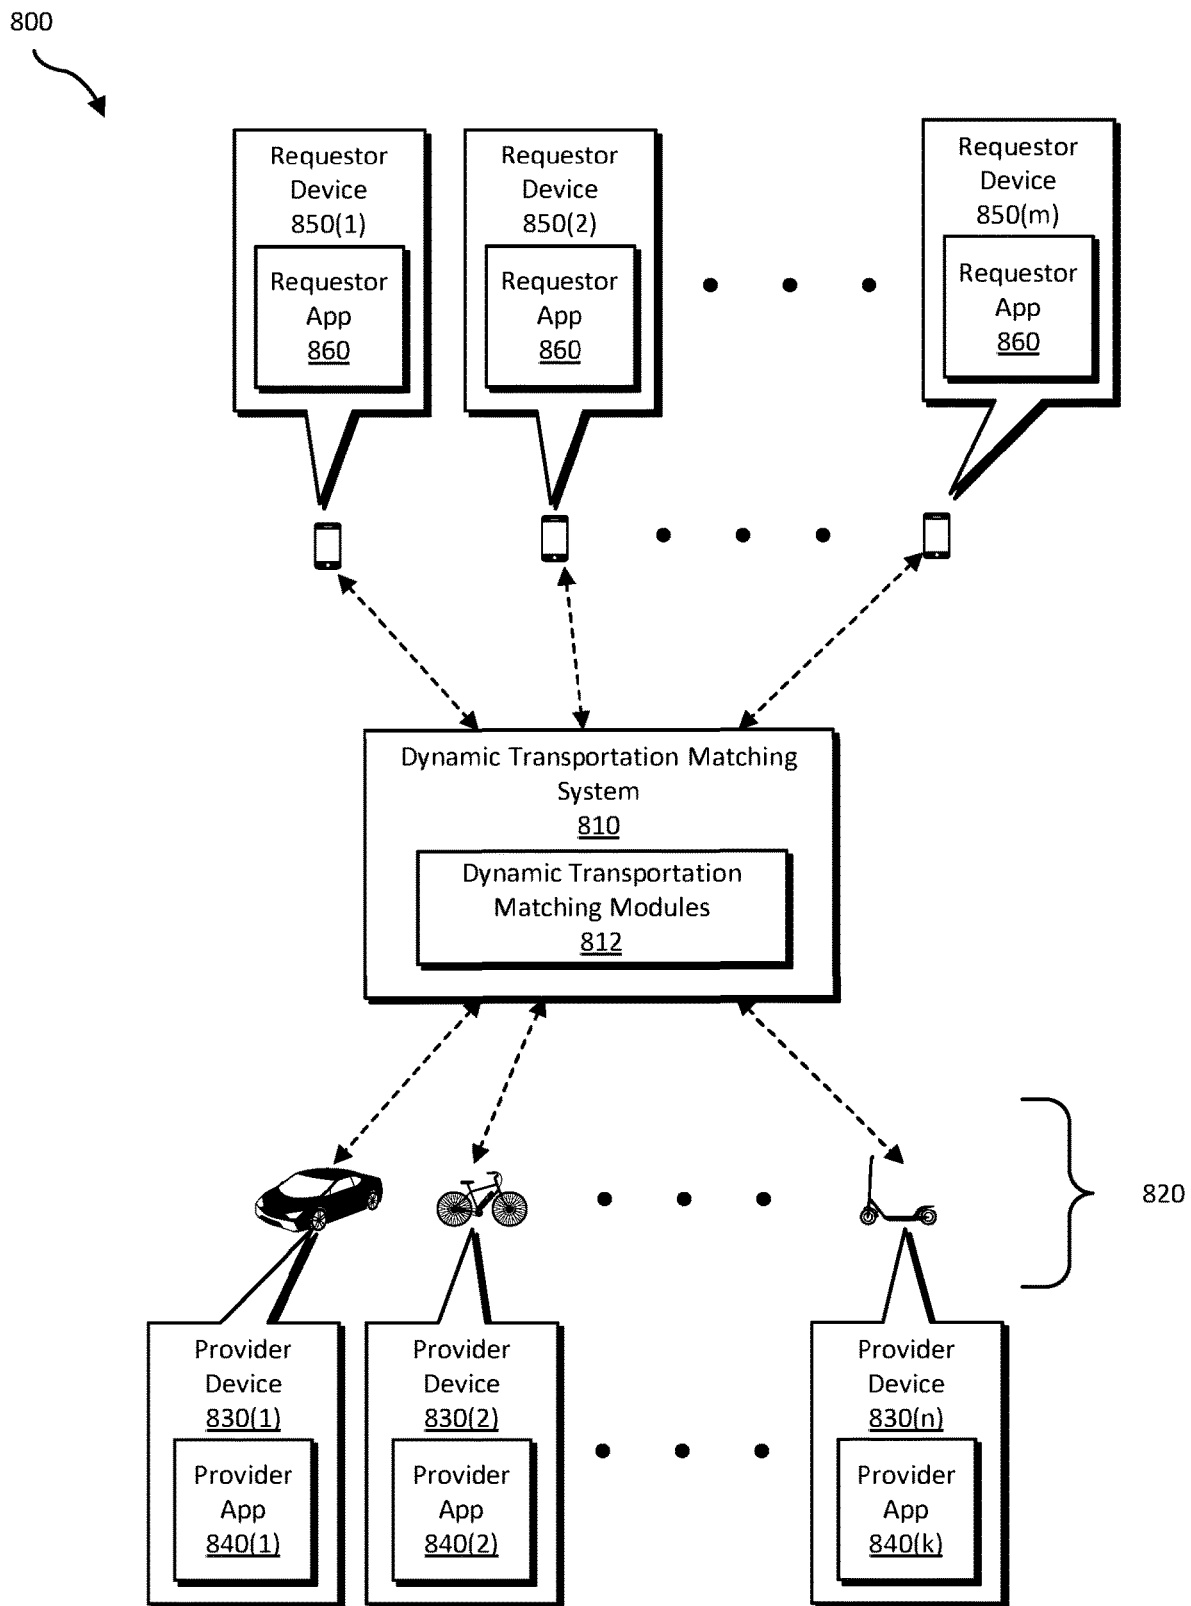 800
Requestor
Device
850(1)
Requestor
App
860
Requestor
Device
850(2)
Requestor
App
860
Requestor
Device
850(m)
Requestor
App
860
Dynamic Transportation Matching
System
810
Dynamic Transportation
Matching Modules
812
820
Provider
Device
830(1)
Provider
App
840(1)
Provider
Device
830(2)
Provider
App
840(2)
Provider
Device
830(n)
Provider
App
840(k)